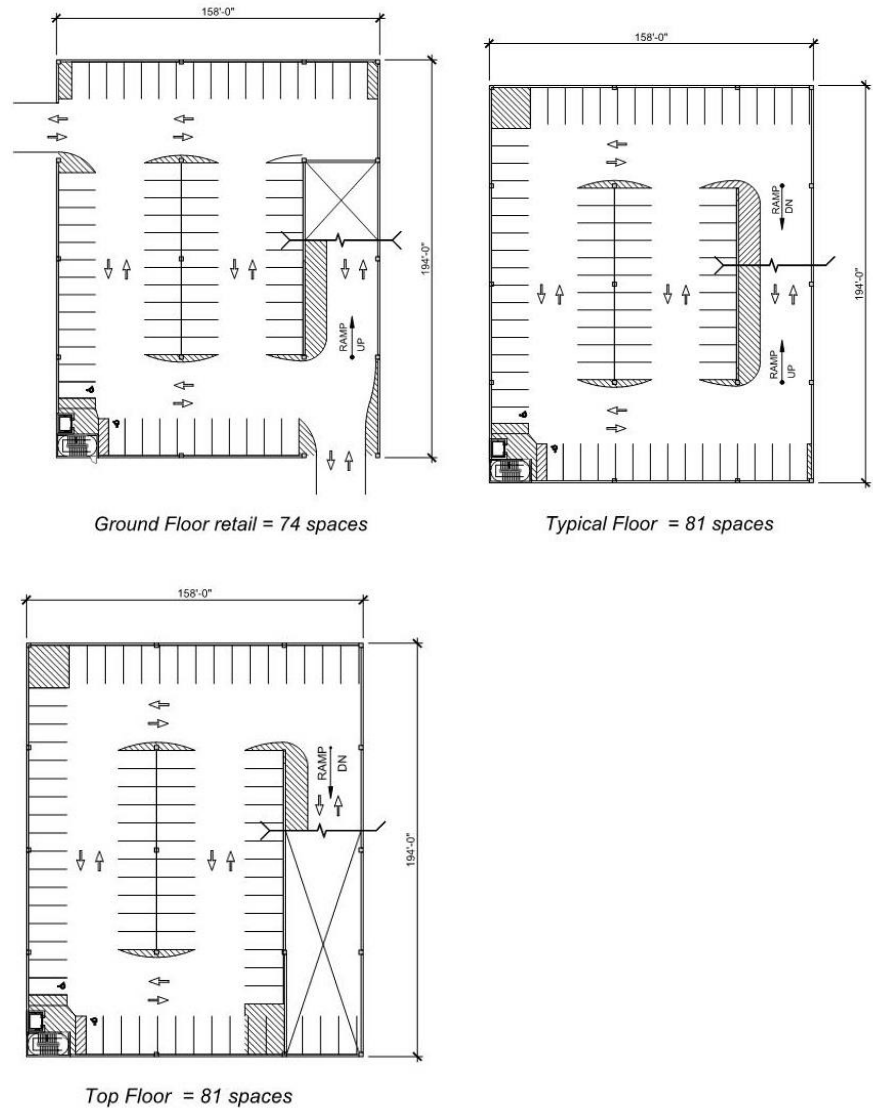 158'-0"
194'-0"
RAMP
UP
Ground Floor retail = 74 spaces
158'-0"
RAMP
DN
194'-0"
RAMP
UP
Typical Floor = 81 spaces
158'-0"
RAMP
DN
194'-0"
Top Floor = 81 spaces